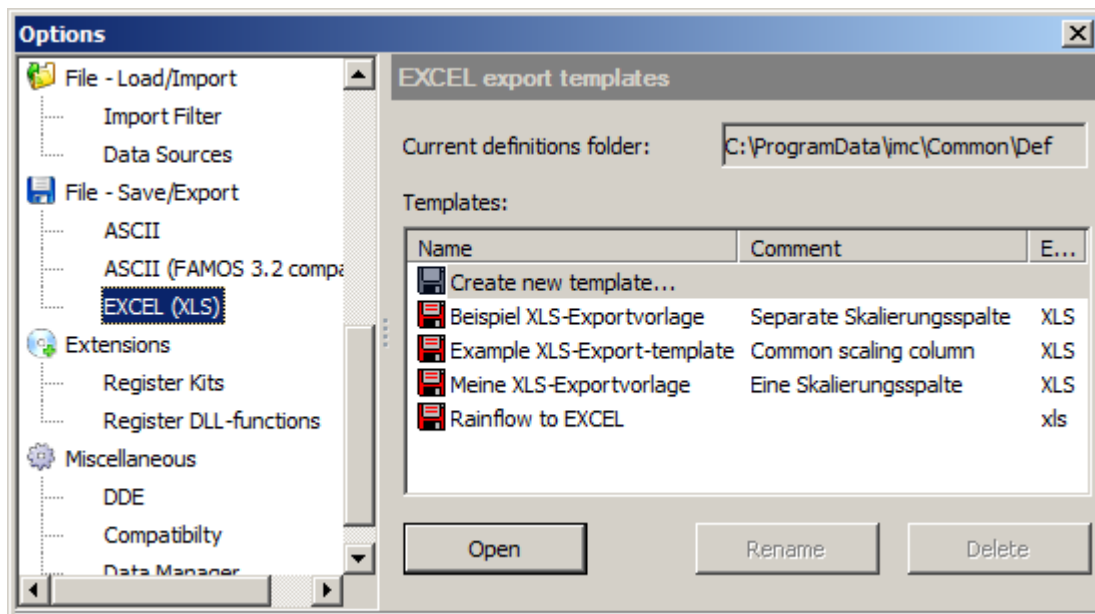 Options
File - Load/Import
Import Filter
Data Sources
File - Save/Export
ASCII
ASCII (FAMOS 3.2 compa
EXCEL (XLS)
Extensions
Register Kits
Register DLL-functions
Miscellaneous
DDE
Compatibilty
Data Manager
EXCEL export templates
Current definitions folder: C:\ProgramData\imc\Common\Def
Templates:
Name Comment E...
Create new template...
Beispiel XLS-Exportvorlage Separate Skalierungsspalte XLS
Example XLS-Export-template Common scaling column XLS
Meine XLS-Exportvorlage Eine Skalierungsspalte XLS
Rainflow to EXCEL xls
Open Rename Delete